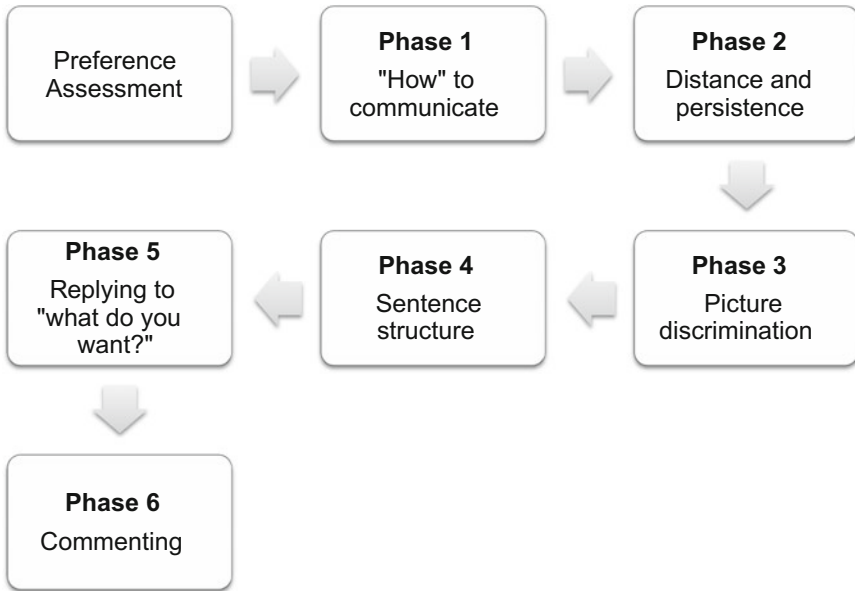 Preference
Assessment
Phase 1
"How" to
communicate
Phase 2
Distance and
persistence
Phase 3
Picture
discrimination
Phase 4
Sentence
structure
Phase 5
Replying to
"what do you
want?"
Phase 6
Commenting